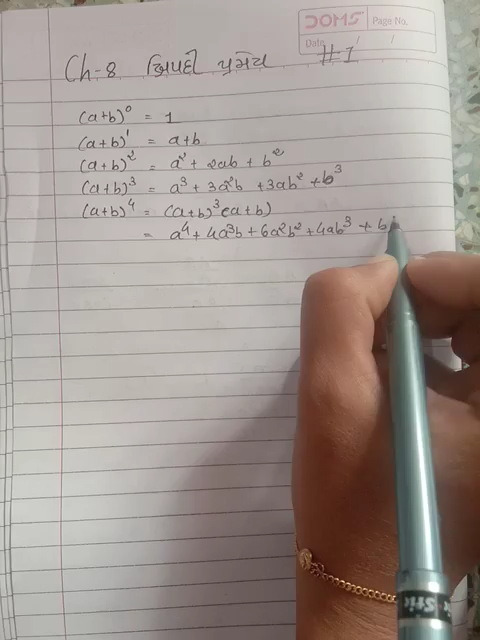 DOMS Page No.
Date / /
Ch-8 દ્વિપદી પ્રમેય #1
(a+b)⁰ = 1
(a+b)¹ = a+b
(a+b)² = a² + 2ab + b²
(a+b)³ = a³ + 3a²b + 3ab² + b³
(a+b)⁴ = (a+b)³(a+b)
= a⁴ + 4a³b + 6a²b² + 4ab³ + b